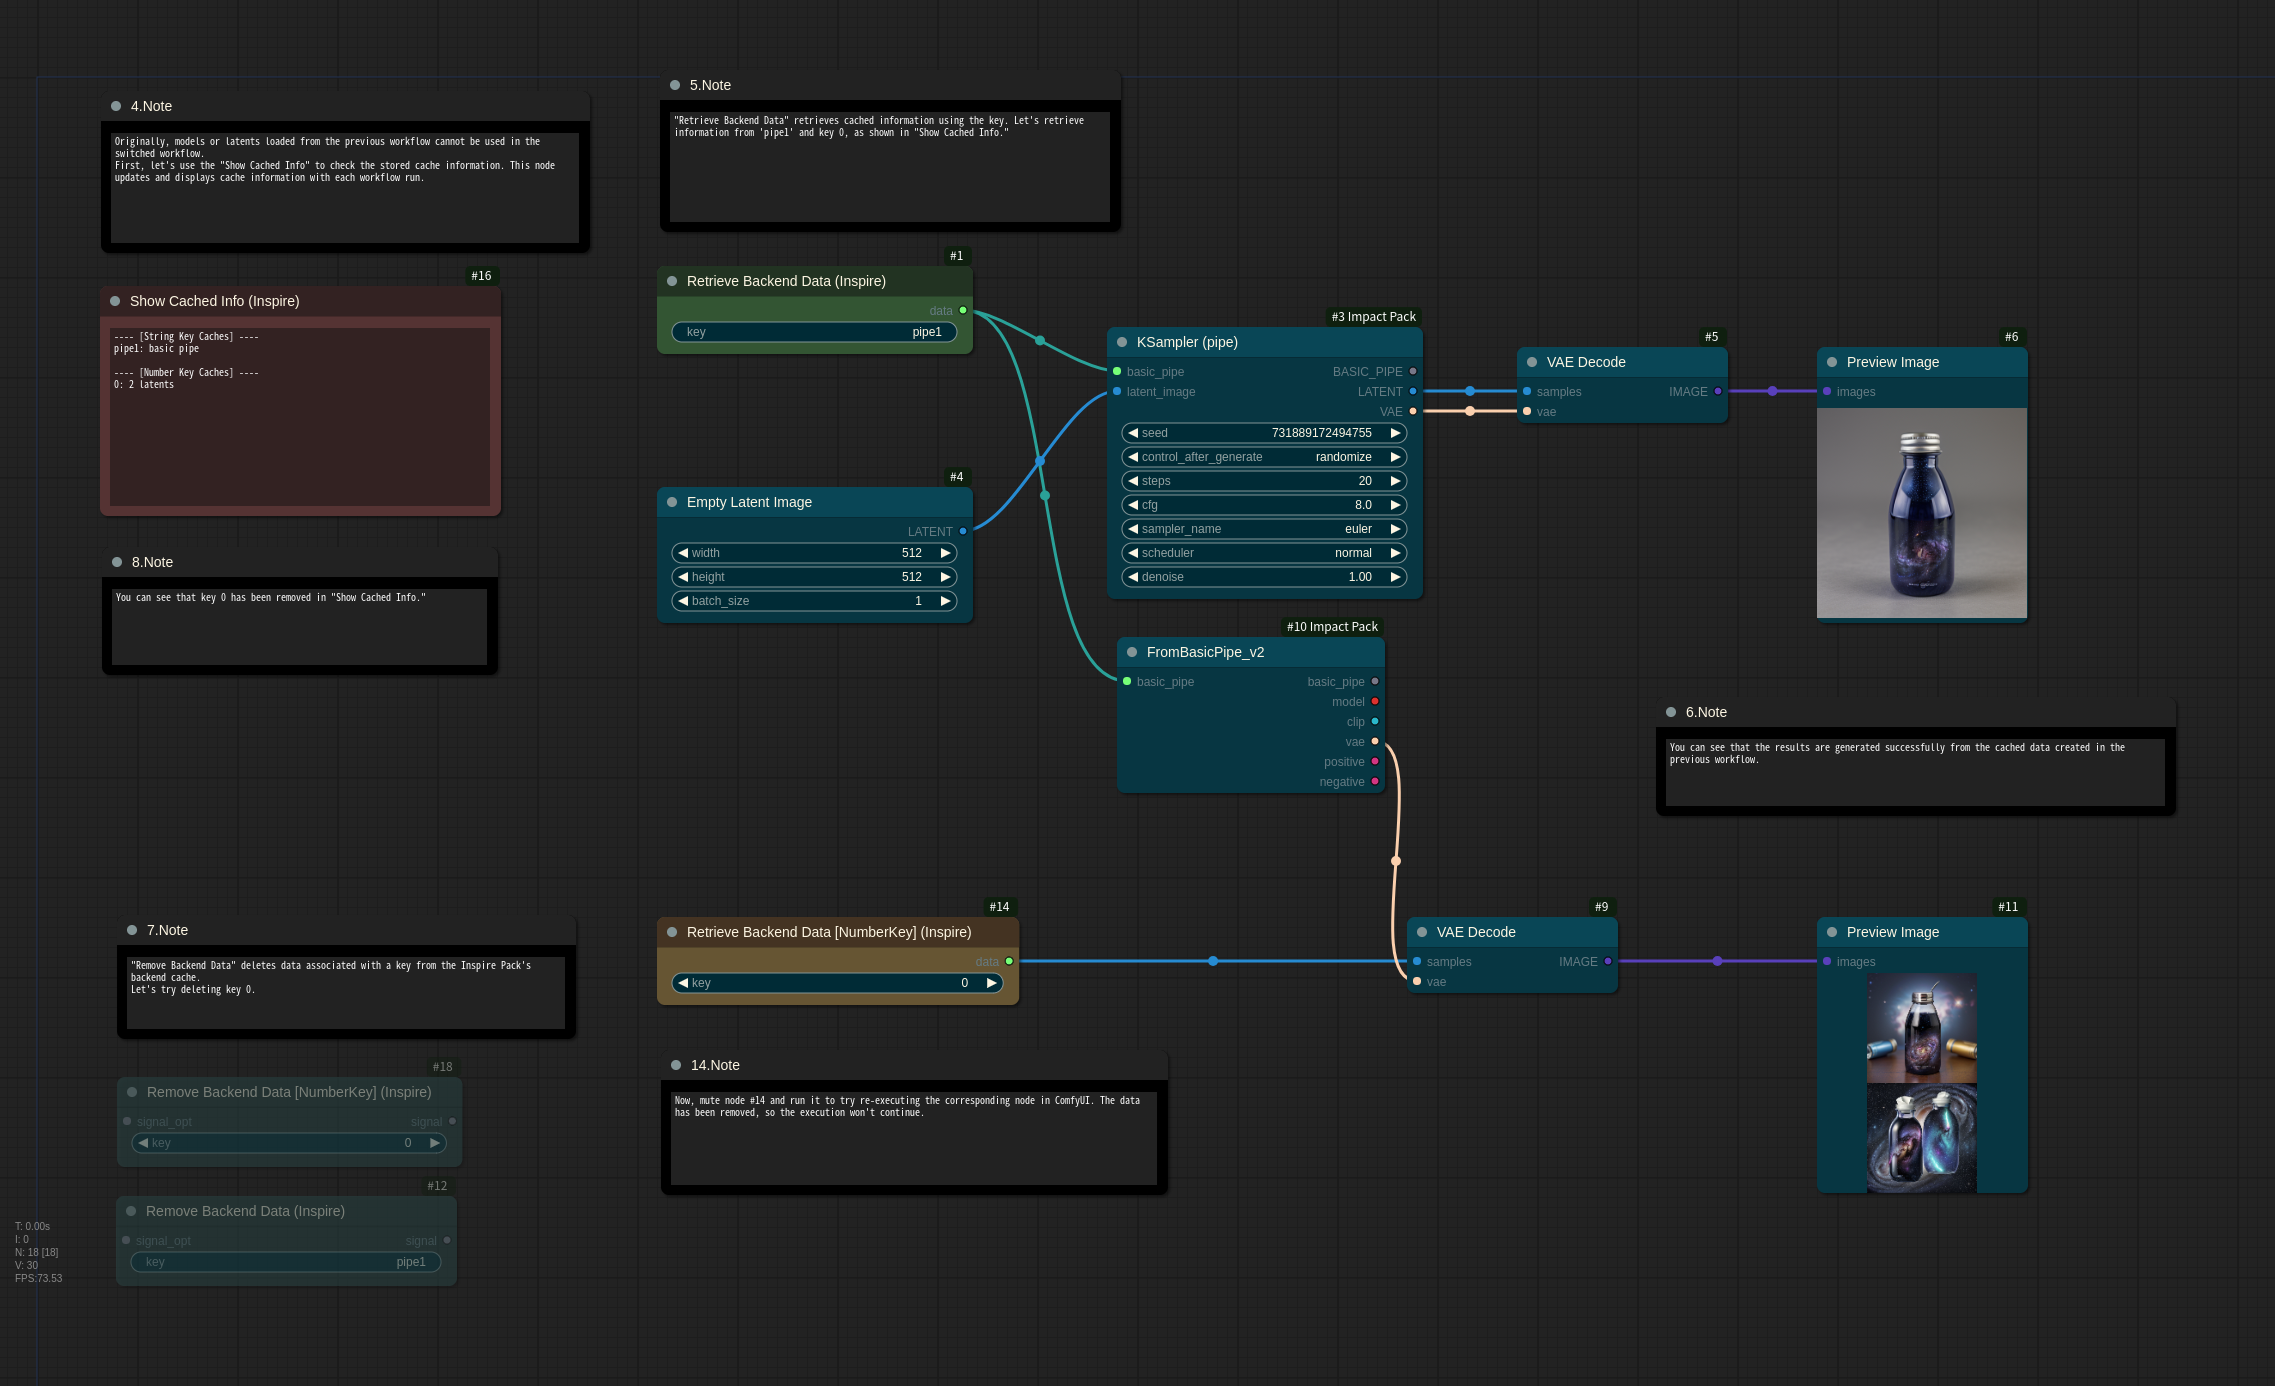 4.Note
Originally, models or latents loaded from the previous workflow cannot be used in the
switched workflow.
First, let's use the "Show Cached Info" to check the stored cache information. This node
updates and displays cache information with each workflow run.
5.Note
"Retrieve Backend Data" retrieves cached information using the key. Let's retrieve
information from 'pipe1' and key 0, as shown in "Show Cached Info."
#16
Show Cached Info (Inspire)
---- [String Key Caches] ----
pipe1: basic pipe
---- [Number Key Caches] ----
0: 2 latents
8.Note
You can see that key 0 has been removed in "Show Cached Info."
#1
Retrieve Backend Data (Inspire)
data
key pipe1
#4
Empty Latent Image
LATENT
width 512
height 512
batch_size 1
#3 Impact Pack
KSampler (pipe)
basic_pipe BASIC_PIPE
latent_image LATENT
VAE
seed 731889172494755
control_after_generate randomize
steps 20
cfg 8.0
sampler_name euler
scheduler normal
denoise 1.00
#5
VAE Decode
samples IMAGE
vae
#6
Preview Image
images
#10 Impact Pack
FromBasicPipe_v2
basic_pipe basic_pipe
model
clip
vae
positive
negative
6.Note
You can see that the results are generated successfully from the cached data created in the
previous workflow.
7.Note
"Remove Backend Data" deletes data associated with a key from the Inspire Pack's
backend cache.
Let's try deleting key 0.
#14
Retrieve Backend Data [NumberKey] (Inspire)
data
key 0
#9
VAE Decode
samples IMAGE
vae
#11
Preview Image
images
14.Note
Now, mute node #14 and run it to try re-executing the corresponding node in ComfyUI. The data
has been removed, so the execution won't continue.
#18
Remove Backend Data [NumberKey] (Inspire)
signal_opt signal
key 0
#12
Remove Backend Data (Inspire)
signal_opt signal
key pipe1
T: 0.00s
I: 0
N: 18 [18]
V: 30
FPS:73.53